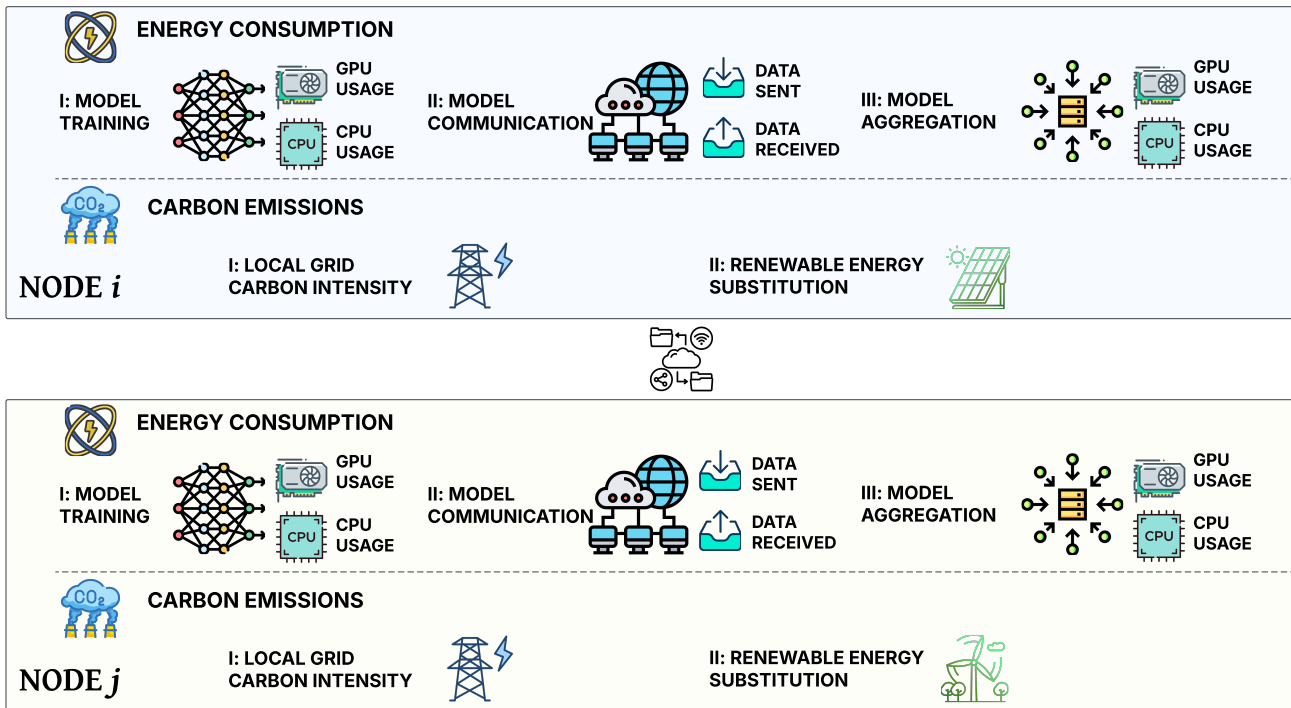 ENERGY CONSUMPTION
I: MODEL
TRAINING
GPU
USAGE
CPU
CPU
USAGE
II: MODEL
COMMUNICATION
DATA
SENT
DATA
RECEIVED
III: MODEL
AGGREGATION
GPU
USAGE
CPU
CPU
USAGE
CO₂
CARBON EMISSIONS
NODE i
I: LOCAL GRID
CARBON INTENSITY
II: RENEWABLE ENERGY
SUBSTITUTION
ENERGY CONSUMPTION
I: MODEL
TRAINING
GPU
USAGE
CPU
CPU
USAGE
II: MODEL
COMMUNICATION
DATA
SENT
DATA
RECEIVED
III: MODEL
AGGREGATION
GPU
USAGE
CPU
CPU
USAGE
CO₂
CARBON EMISSIONS
NODE j
I: LOCAL GRID
CARBON INTENSITY
II: RENEWABLE ENERGY
SUBSTITUTION